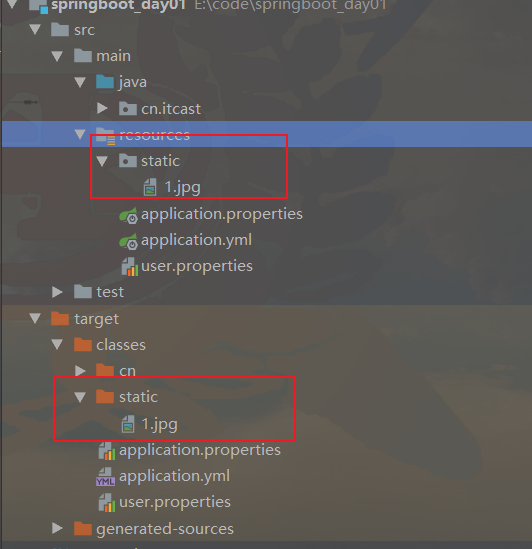 springboot_day01 E:\code\springboot_day01
src
main
java
cn.itcast
resources
static
1.jpg
application.properties
application.yml
user.properties
test
target
classes
cn
static
1.jpg
application.properties
YML application.yml
user.properties
generated-sources